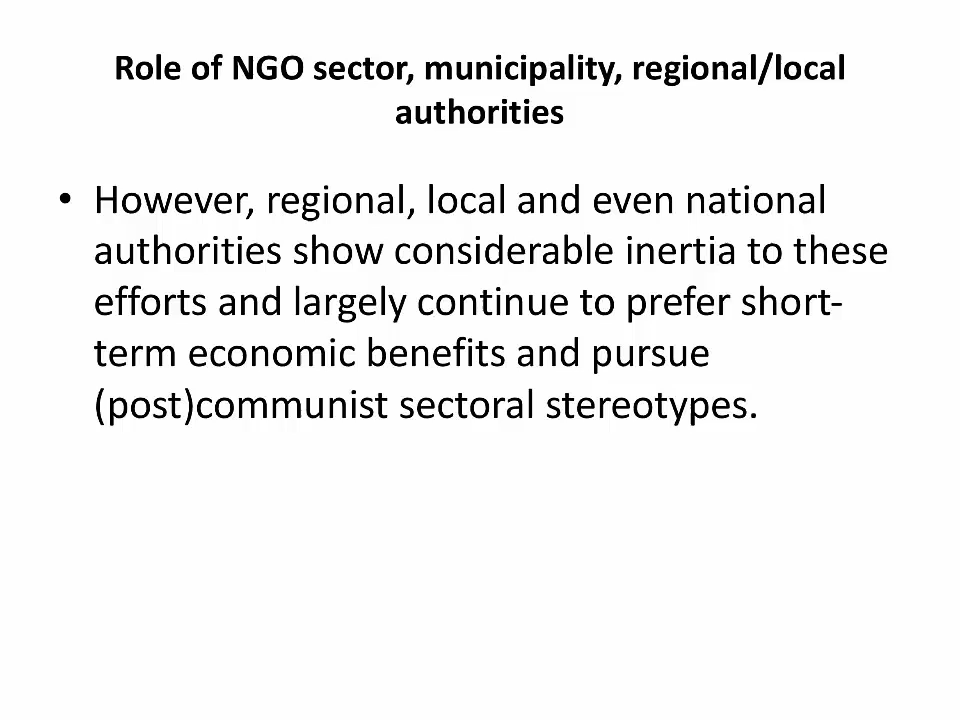 Role of NGO sector, municipality, regional/local
authorities
• However, regional, local and even national
authorities show considerable inertia to these
efforts and largely continue to prefer short-
term economic benefits and pursue
(post)communist sectoral stereotypes.